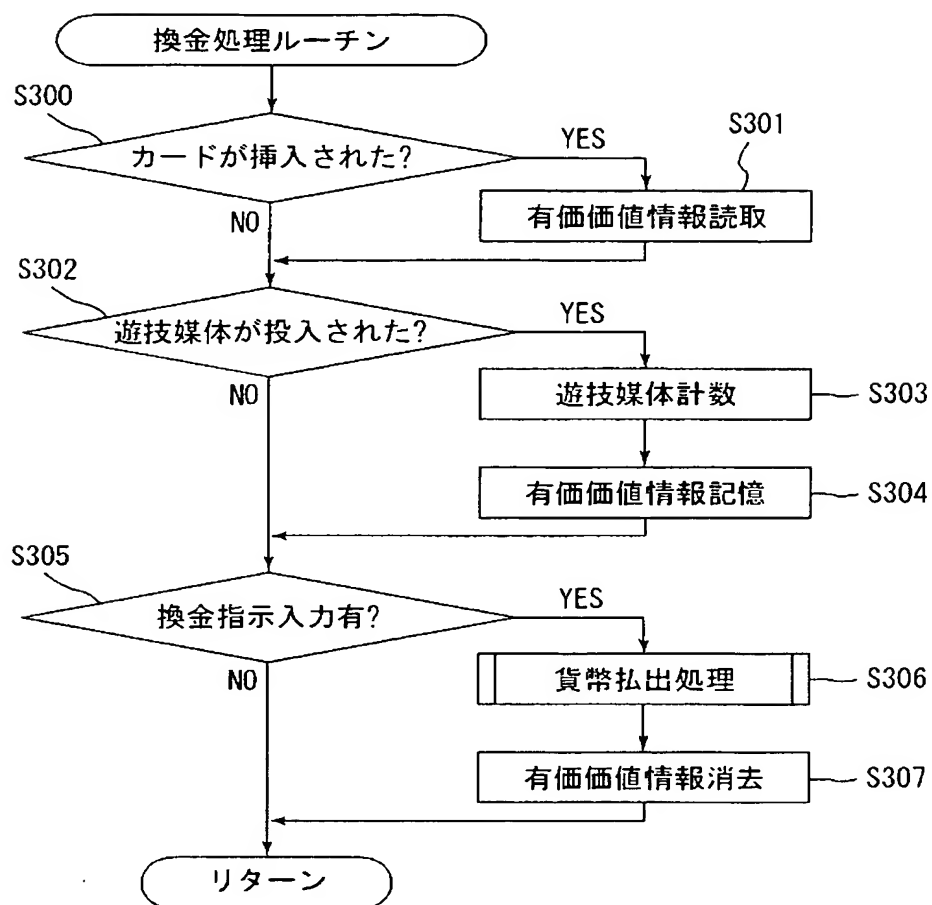 換金処理ルーチン
S300
カードが挿入された?
YES
S301
有価価値情報読取
NO
S302
遊技媒体が投入された?
YES
遊技媒体計数
S303
NO
有価価値情報記憶
S304
S305
換金指示入力有?
YES
貨幣払出処理
S306
NO
有価価値情報消去
S307
リターン